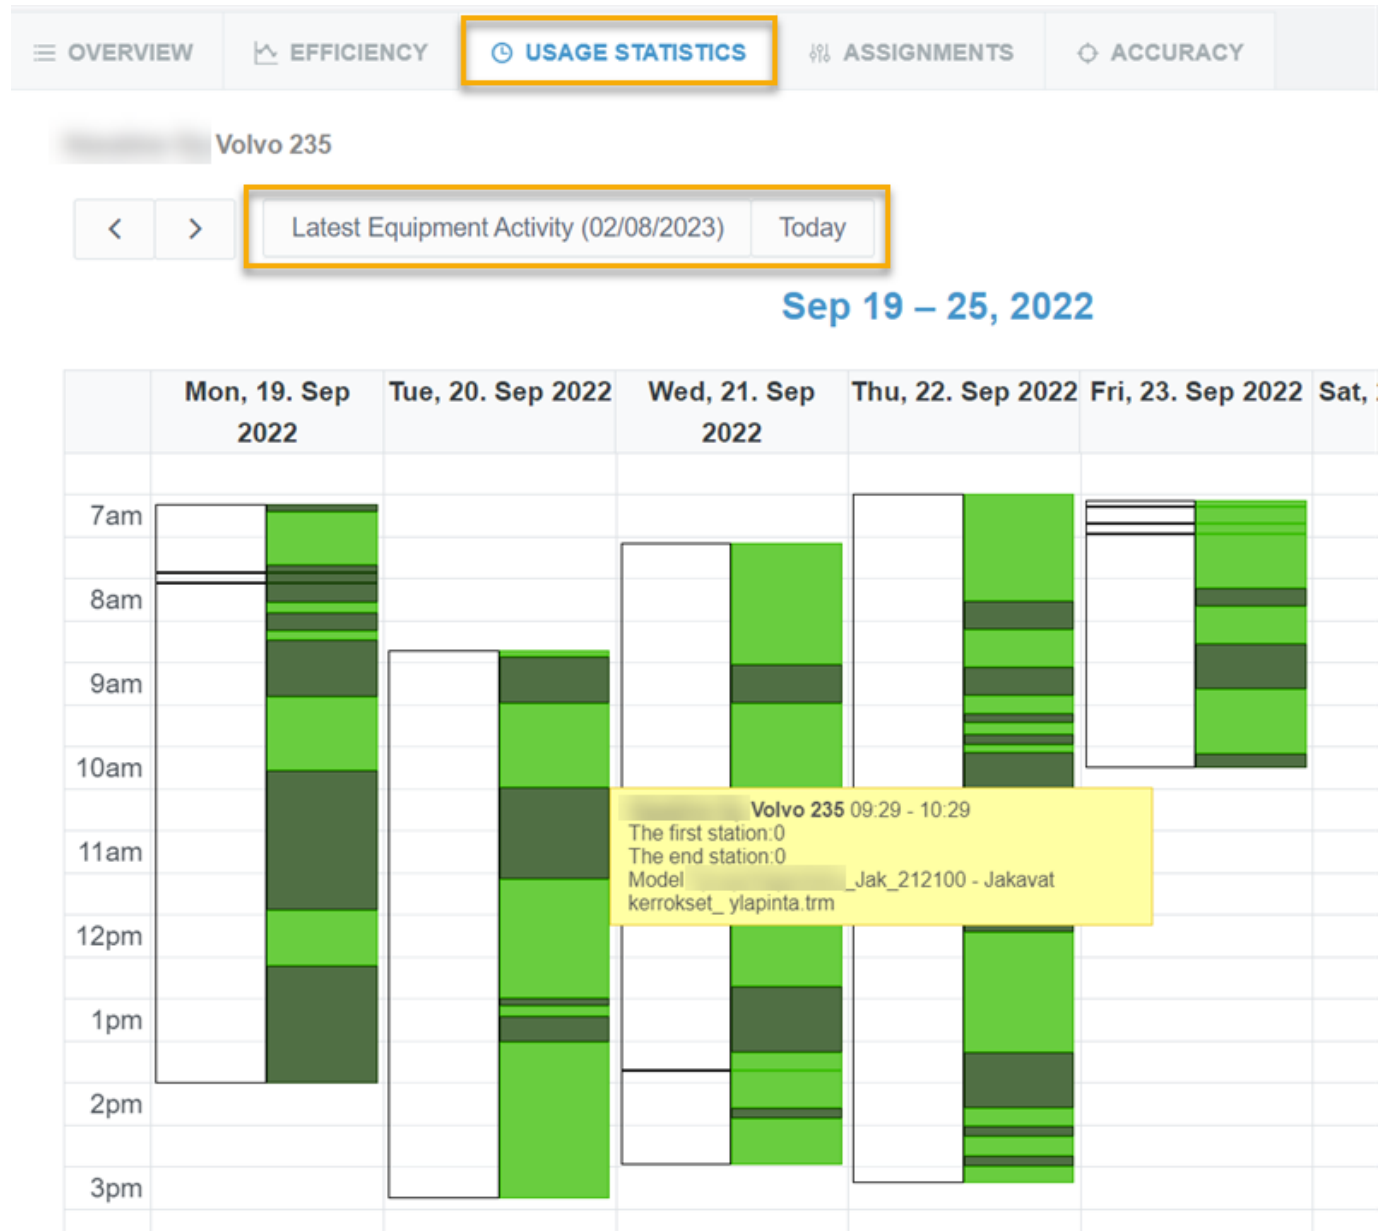 OVERVIEW EFFICIENCY USAGE STATISTICS ASSIGNMENTS ACCURACY
Volvo 235
Latest Equipment Activity (02/08/2023) Today
Sep 19 – 25, 2022
Mon, 19. Sep 2022 Tue, 20. Sep 2022 Wed, 21. Sep 2022 Thu, 22. Sep 2022 Fri, 23. Sep 2022 Sat,
7am
8am
9am
10am
Volvo 235 09:29 - 10:29
The first station:0
The end station:0
Model _Jak_212100 - Jakavat
kerrokset_ ylapinta.trm
11am
12pm
1pm
2pm
3pm